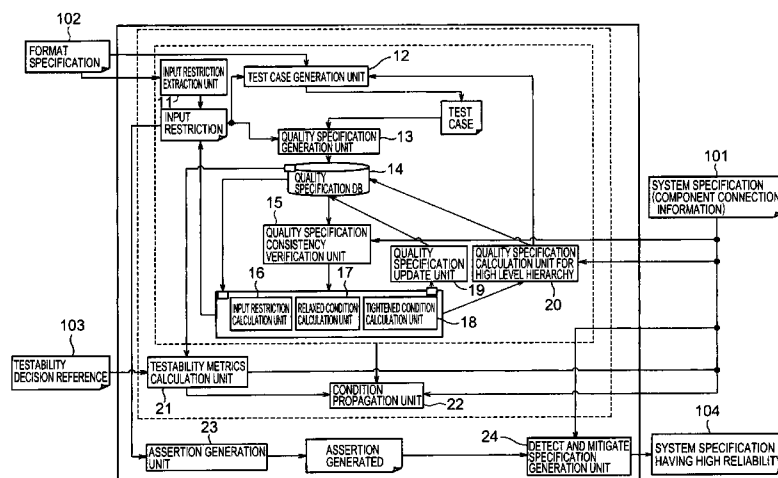 102
FORMAT
SPECIFICATION
INPUT RESTRICTION
EXTRACTION UNIT
11
INPUT
RESTRICTION
12
TEST CASE GENERATION UNIT
TEST
CASE
QUALITY SPECIFICATION
GENERATION UNIT
13
14
QUALITY
SPECIFICATION DB
101
SYSTEM SPECIFICATION
(COMPONENT CONNECTION
INFORMATION)
15
QUALITY SPECIFICATION
CONSISTENCY
VERIFICATION UNIT
QUALITY
SPECIFICATION
UPDATE UNIT
19
QUALITY SPECIFICATION
CALCULATION UNIT FOR
HIGH LEVEL HIERARCHY
20
16
INPUT RESTRICTION
CALCULATION UNIT
17
RELAXED CONDITION
CALCULATION UNIT
TIGHTENED CONDITION
CALCULATION UNIT
18
103
TESTABILITY
DECISION REFERENCE
TESTABILITY METRICS
CALCULATION UNIT
21
CONDITION
PROPAGATION UNIT
22
23
ASSERTION GENERATION
UNIT
ASSERTION
GENERATED
24
DETECT AND MITIGATE
SPECIFICATION
GENERATION UNIT
104
SYSTEM SPECIFICATION
HAVING HIGH RELIABILITY